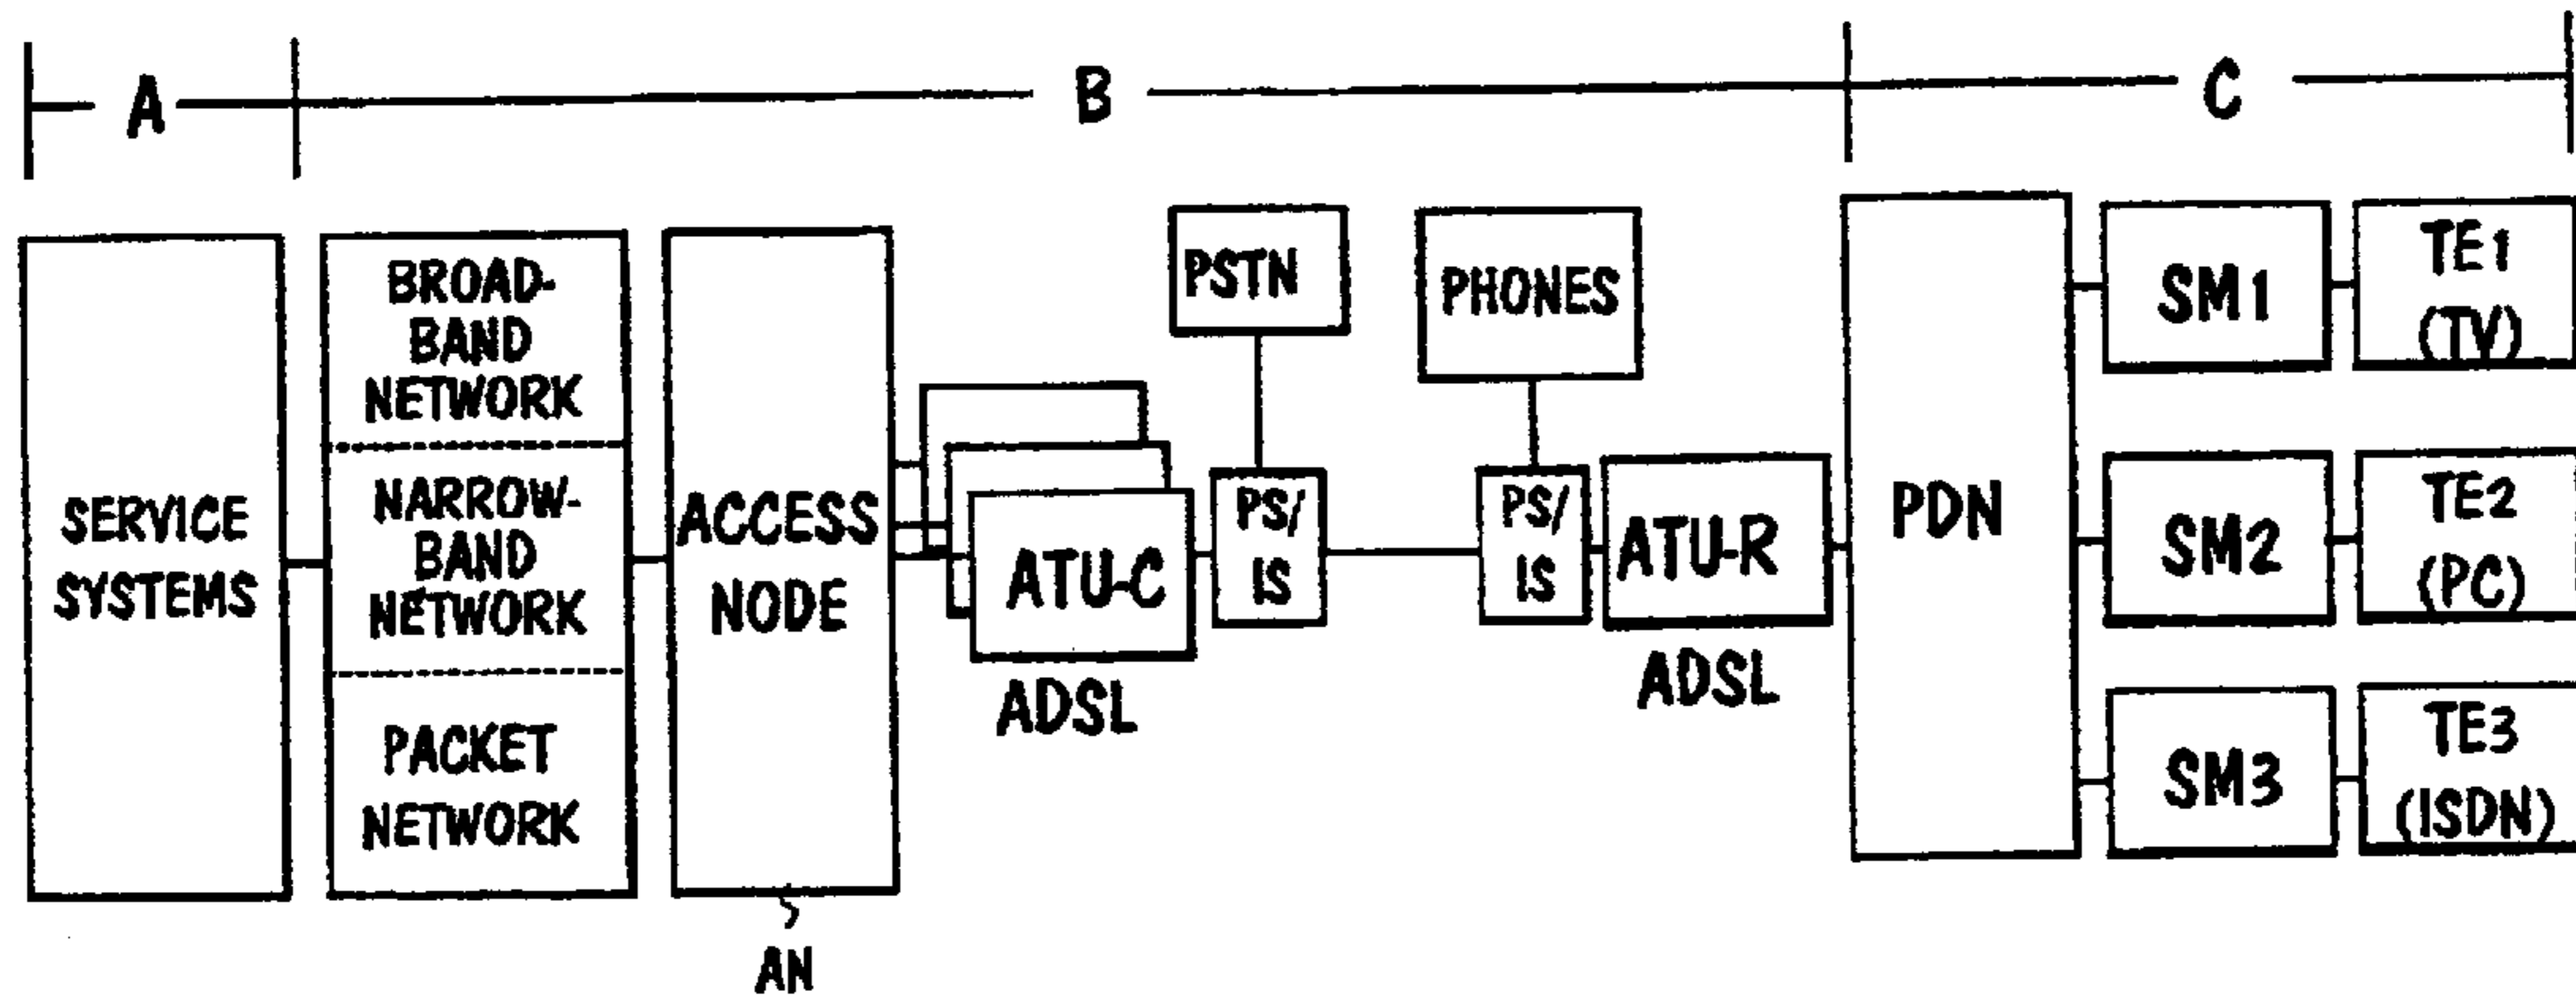 A
B
C
SERVICE
SYSTEMS
BROAD-
BAND
NETWORK
NARROW-
BAND
NETWORK
PACKET
NETWORK
ACCESS
NODE
AN
ATU-C
ADSL
PSTN
PS/
IS
PHONES
PS/
IS
ATU-R
ADSL
PDN
SM1
TE1
(TV)
SM2
TE2
(PC)
SM3
TE3
(ISDN)